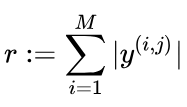 r := \sum_{i=1}^{M} |y^{(i,j)}|